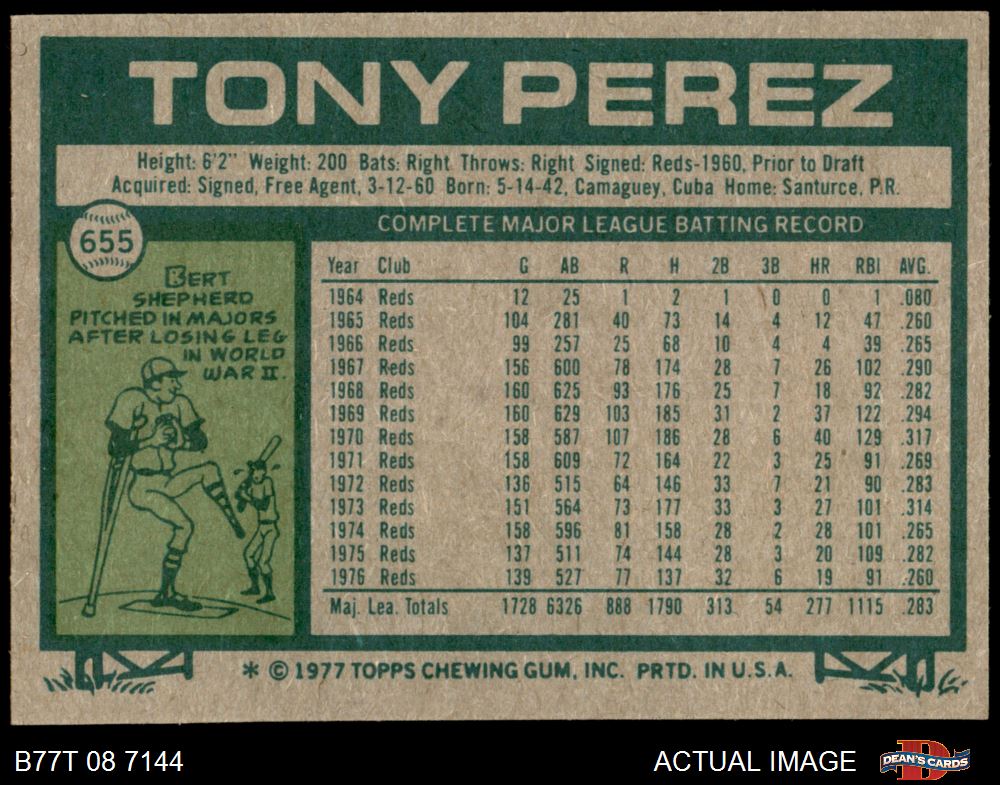 TONY PEREZ
Height: 6'2" Weight: 200 Bats: Right Throws: Right Signed: Reds-1960, Prior to Draft
Acquired: Signed, Free Agent, 3-12-60 Born: 5-14-42, Camaguey, Cuba Home: Santurce, P.R.
655
BERT
SHEPHERD
PITCHED IN MAJORS
AFTER LOSING LEG
IN WORLD
WAR II.
COMPLETE MAJOR LEAGUE BATTING RECORD
Year Club G AB R H 2B 3B HR RBI AVG.
1964 Reds 12 25 1 2 1 0 0 1 .080
1965 Reds 104 281 40 73 14 4 12 47 .260
1966 Reds 99 257 25 68 10 4 4 39 .265
1967 Reds 156 600 78 174 28 7 26 102 .290
1968 Reds 160 625 93 176 25 7 18 92 .282
1969 Reds 160 629 103 185 31 2 37 122 .294
1970 Reds 158 587 107 186 28 6 40 129 .317
1971 Reds 158 609 72 164 22 3 25 91 .269
1972 Reds 136 515 64 146 33 7 21 90 .283
1973 Reds 151 564 73 177 33 3 27 101 .314
1974 Reds 158 596 81 158 28 2 28 101 .265
1975 Reds 137 511 74 144 28 3 20 109 .282
1976 Reds 139 527 77 137 32 6 19 91 .260
Maj. Lea. Totals 1728 6326 888 1790 313 54 277 1115 .283
* © 1977 TOPPS CHEWING GUM, INC. PRTD. IN U.S.A.
B77T 08 7144 ACTUAL IMAGE
D
DEAN'S CARDS